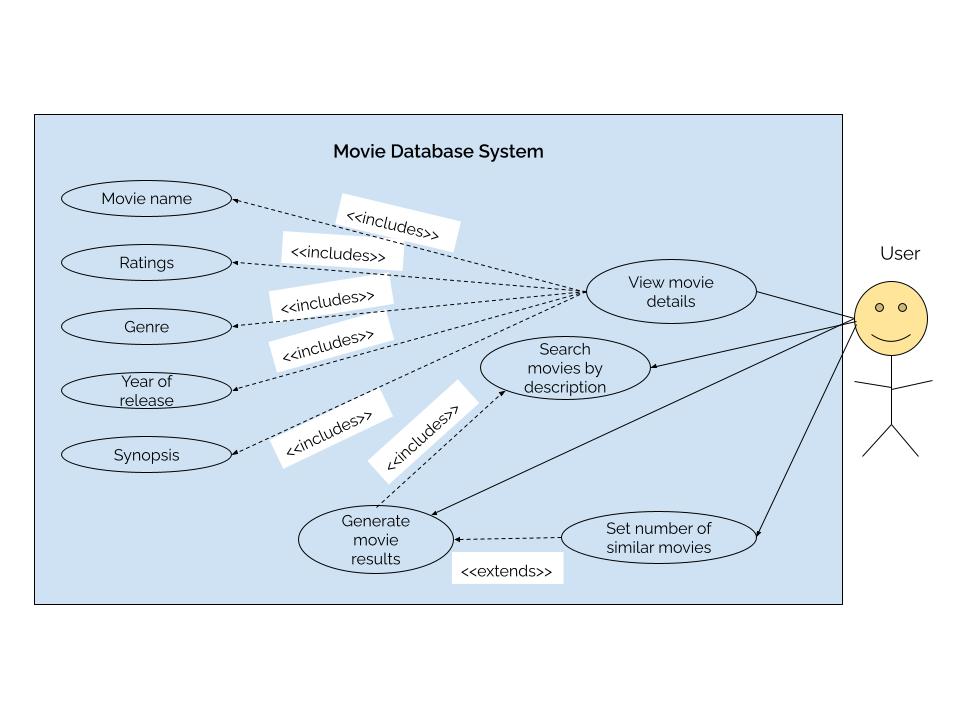 Movie Database System
Movie name
<<includes>>
Ratings
<<includes>>
User
View movie
details
<<includes>>
Genre
<<includes>>
Search
movies by
description
Year of
release
<<includes>>
<<includes>>
Synopsis
Generate
movie
results
Set number of
similar movies
<<extends>>